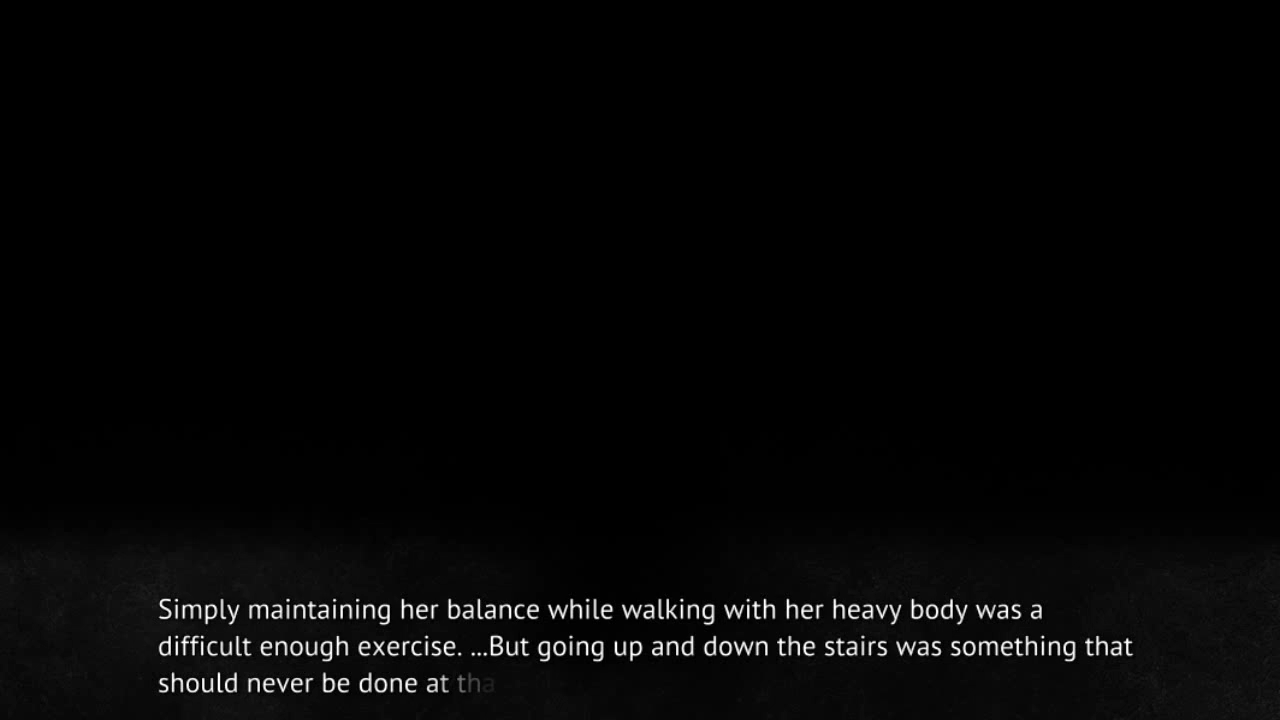 Simply maintaining her balance while walking with her heavy body was a
difficult enough exercise. ...But going up and down the stairs was something that
should never be done at tha